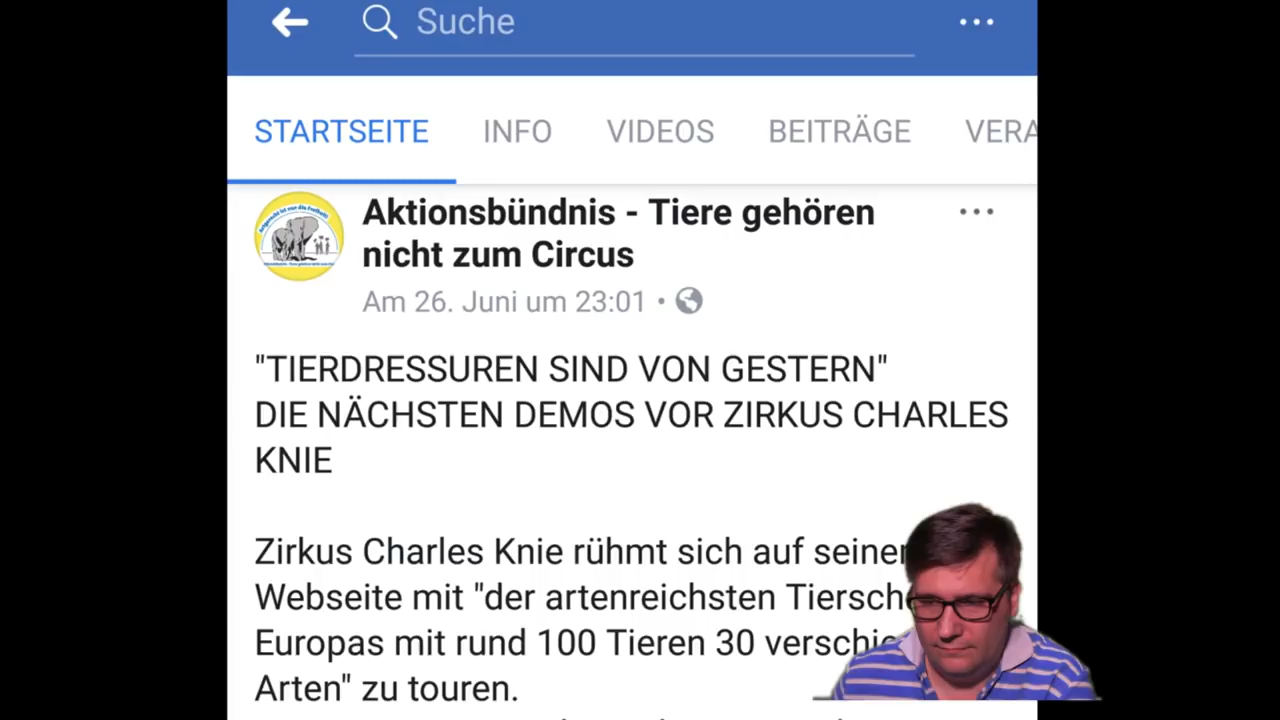 Suche
STARTSEITE INFO VIDEOS BEITRÄGE VERA
Aktionsbündnis - Tiere gehören
nicht zum Circus
Am 26. Juni um 23:01 •
"TIERDRESSUREN SIND VON GESTERN"
DIE NÄCHSTEN DEMOS VOR ZIRKUS CHARLES
KNIE
Zirkus Charles Knie rühmt sich auf seiner
Webseite mit "der artenreichsten Tiersch
Europas mit rund 100 Tieren 30 verschie
Arten" zu touren.